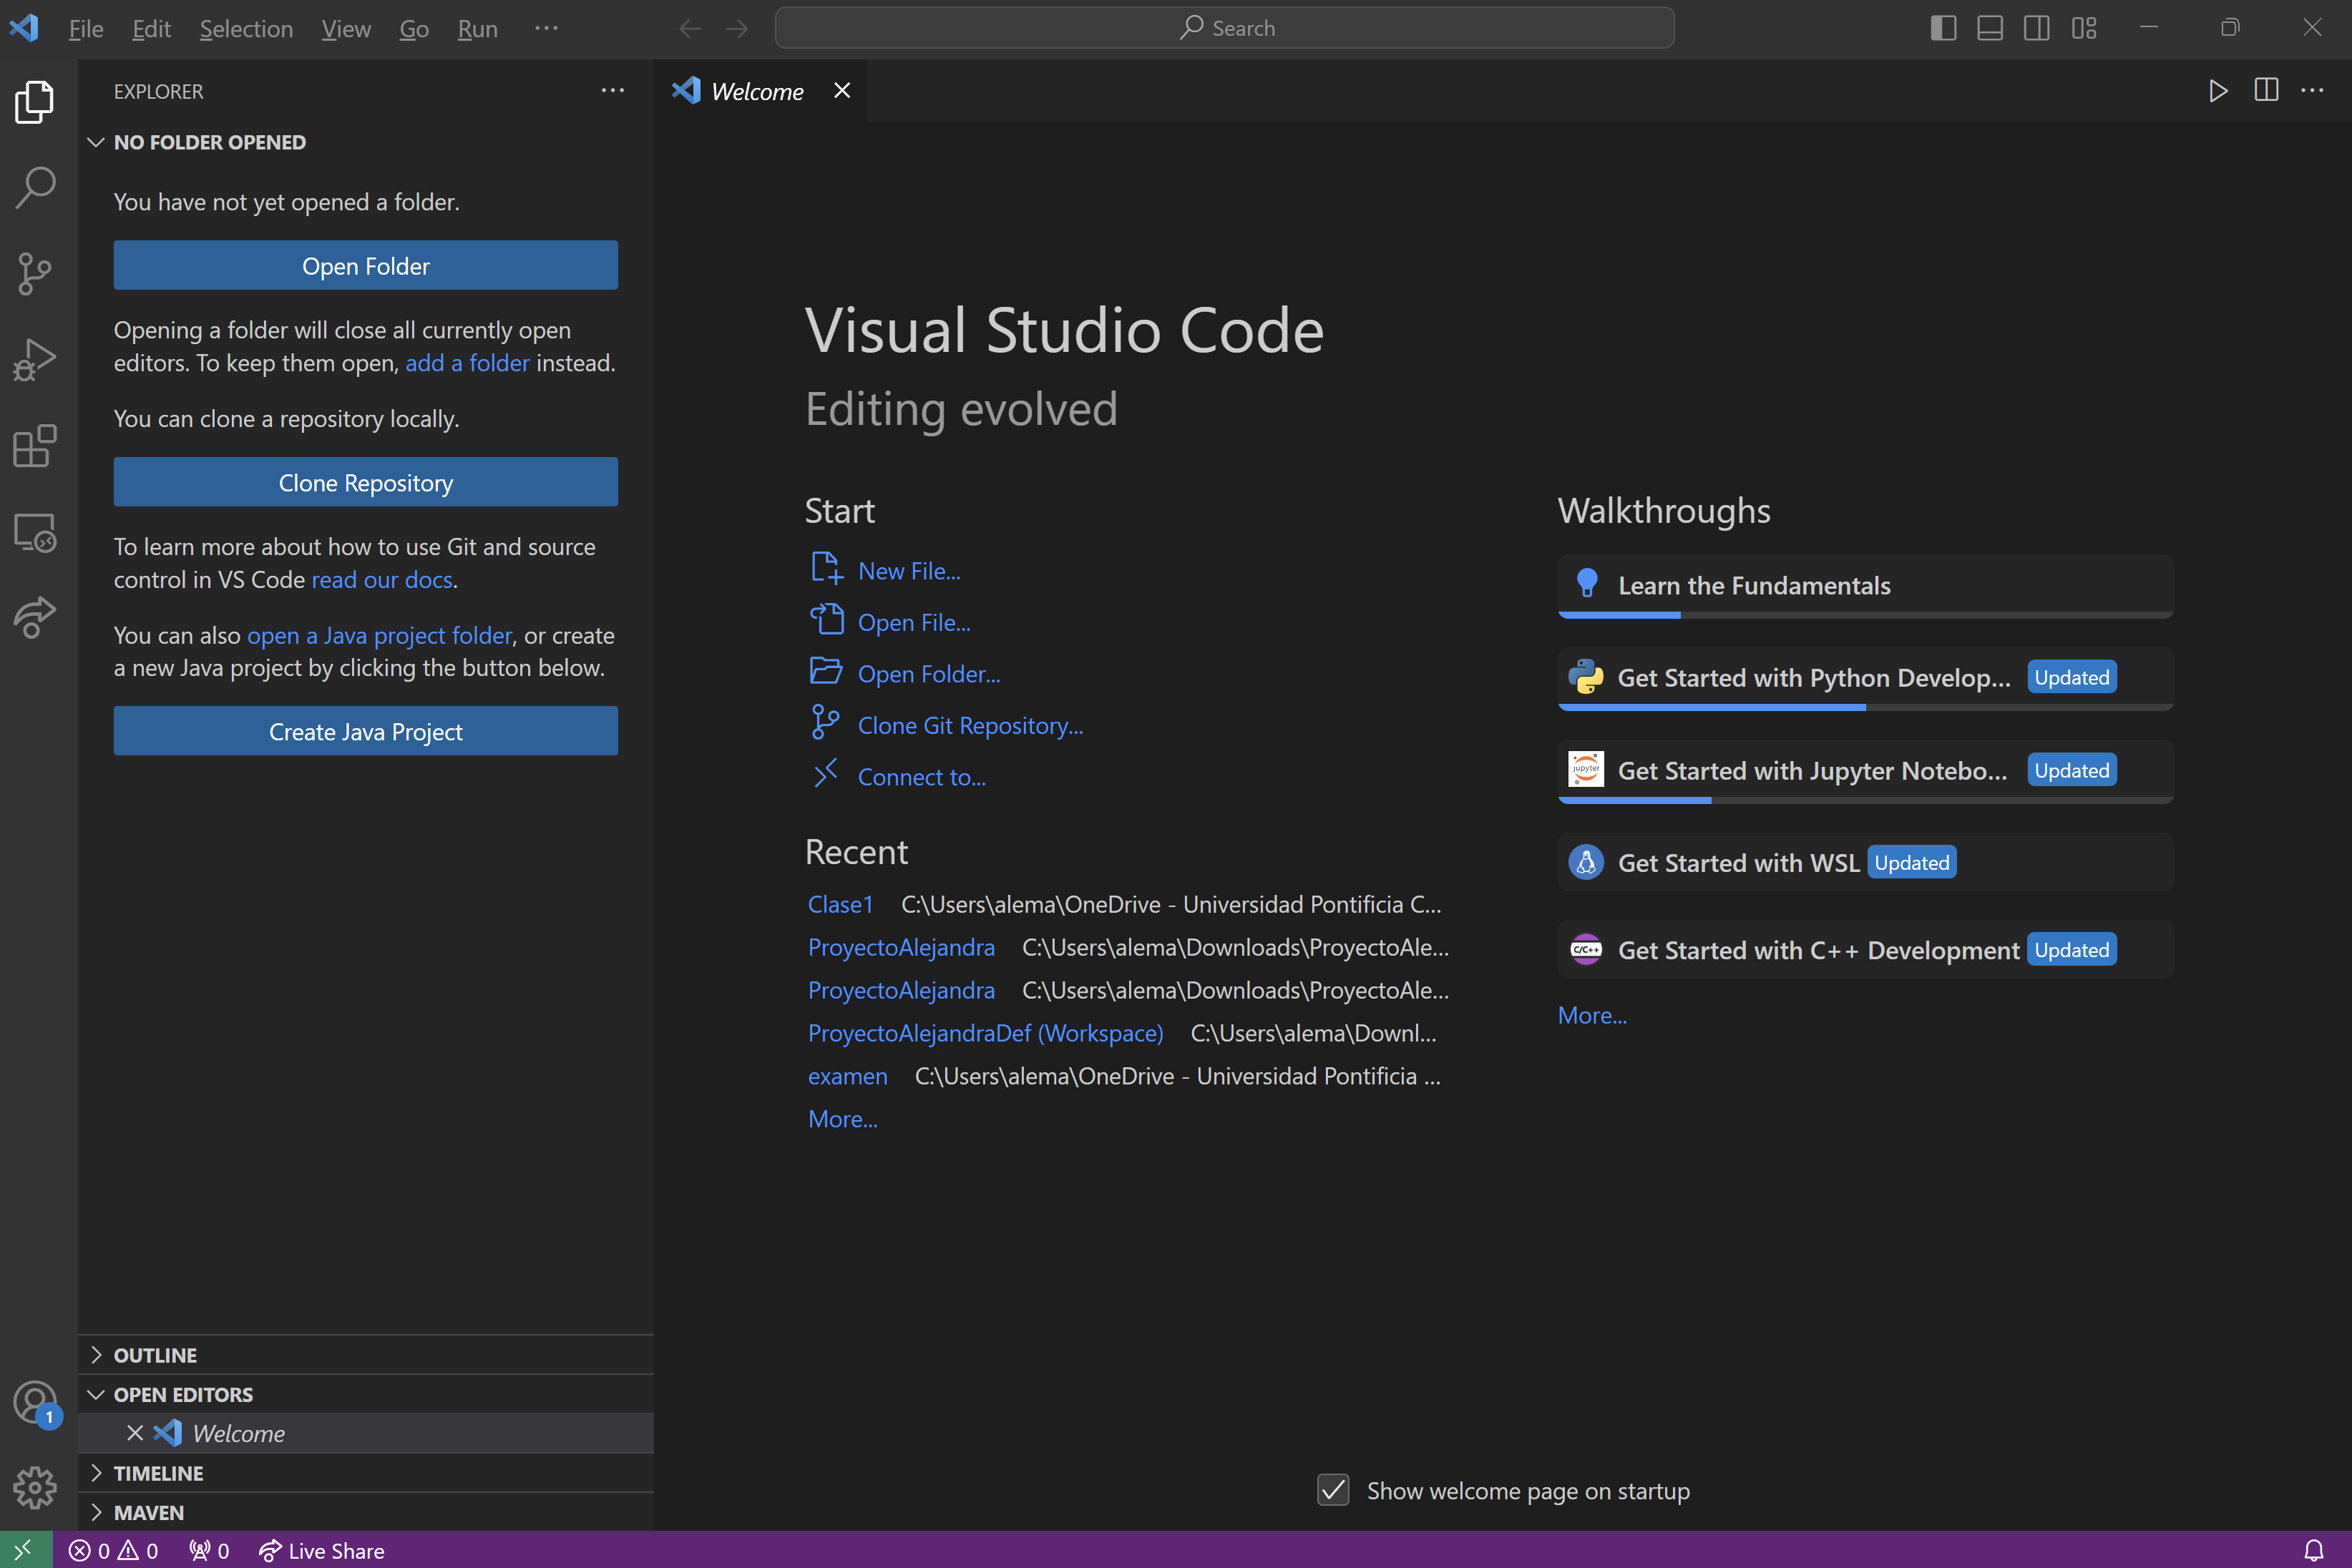 File Edit Selection View Go Run ... Search
EXPLORER ...
NO FOLDER OPENED
You have not yet opened a folder.
Open Folder
Opening a folder will close all currently open
editors. To keep them open, add a folder instead.
You can clone a repository locally.
Clone Repository
To learn more about how to use Git and source
control in VS Code read our docs.
You can also open a Java project folder, or create
a new Java project by clicking the button below.
Create Java Project
OUTLINE
OPEN EDITORS
Welcome
TIMELINE
MAVEN
1
Welcome
Visual Studio Code
Editing evolved
Start
New File...
Open File...
Open Folder...
Clone Git Repository...
Connect to...
Recent
Clase1 C:\Users\alema\OneDrive - Universidad Pontificia C...
ProyectoAlejandra C:\Users\alema\Downloads\ProyectoAle...
ProyectoAlejandra C:\Users\alema\Downloads\ProyectoAle...
ProyectoAlejandraDef (Workspace) C:\Users\alema\Downl...
examen C:\Users\alema\OneDrive - Universidad Pontificia ...
More...
Walkthroughs
Learn the Fundamentals
Get Started with Python Develop... Updated
jupyter Get Started with Jupyter Notebo... Updated
Get Started with WSL Updated
C/C++ Get Started with C++ Development Updated
More...
Show welcome page on startup
0 0 0 Live Share